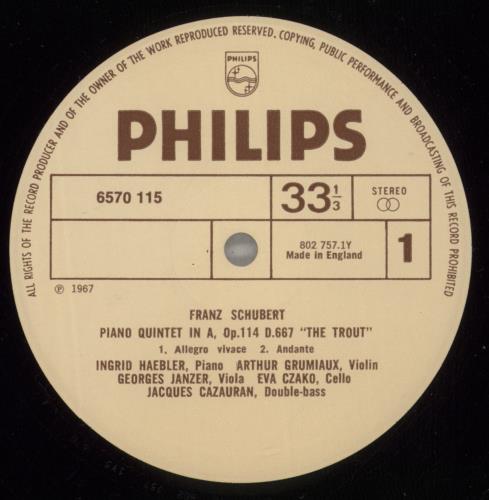 ALL RIGHTS OF THE RECORD PRODUCER AND OF THE OWNER OF THE WORK REPRODUCED RESERVED. COPYING, PUBLIC PERFORMANCE AND BROADCASTING OF THIS RECORD PROHIBITED
PHILIPS
PHILIPS
6570 115
33 1/3
STEREO
802 757.1Y
Made in England
1
℗ 1967
FRANZ SCHUBERT
PIANO QUINTET IN A, Op.114 D.667 "THE TROUT"
1. Allegro vivace 2. Andante
INGRID HAEBLER, Piano ARTHUR GRUMIAUX, Violin
GEORGES JANZER, Viola EVA CZAKO, Cello
JACQUES CAZAURAN, Double-bass